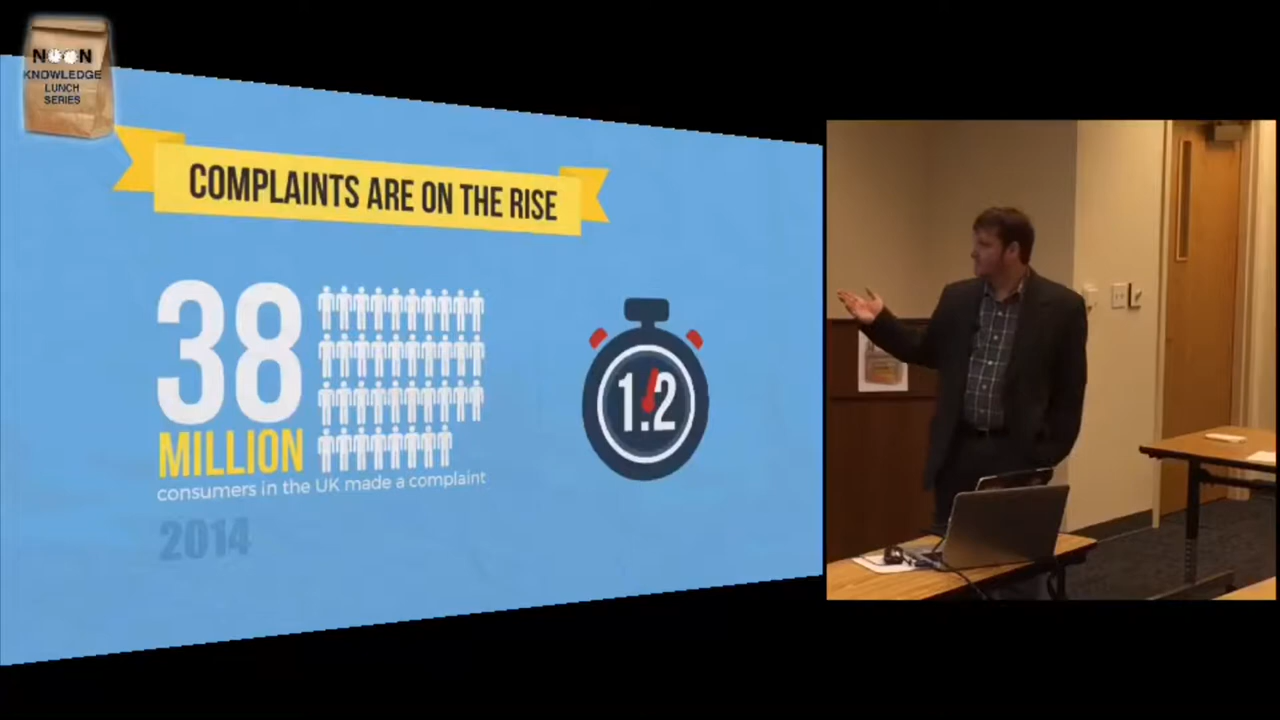 NOON
KNOWLEDGE
LUNCH
SERIES
COMPLAINTS ARE ON THE RISE
38
MILLION
consumers in the UK made a complaint
2014
1.2